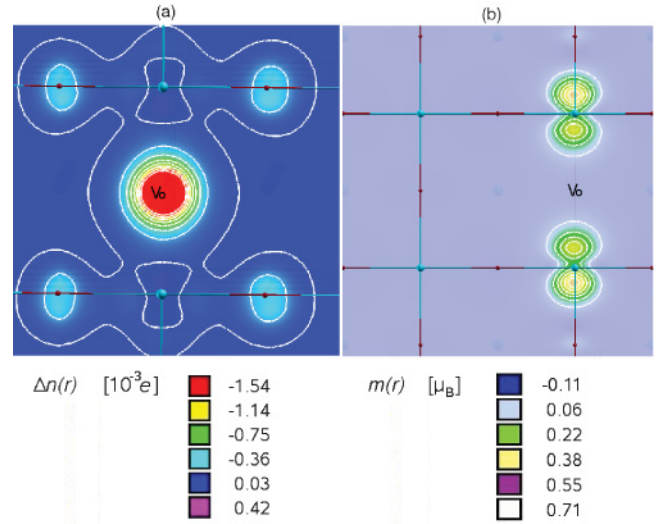 (a) (b)
Vo Vo
Δn(r) [10⁻³e] m(r) [μB]
-1.54 -0.11
-1.14 0.06
-0.75 0.22
-0.36 0.38
0.03 0.55
0.42 0.71